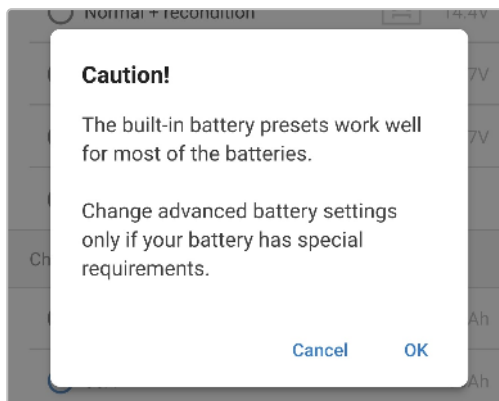 Normal + recondition 14.4V
Caution!
7V
The built-in battery presets work well
7V
for most of the batteries.
Change advanced battery settings
only if your battery has special
Ch
requirements.
Ah
Cancel OK
Ah